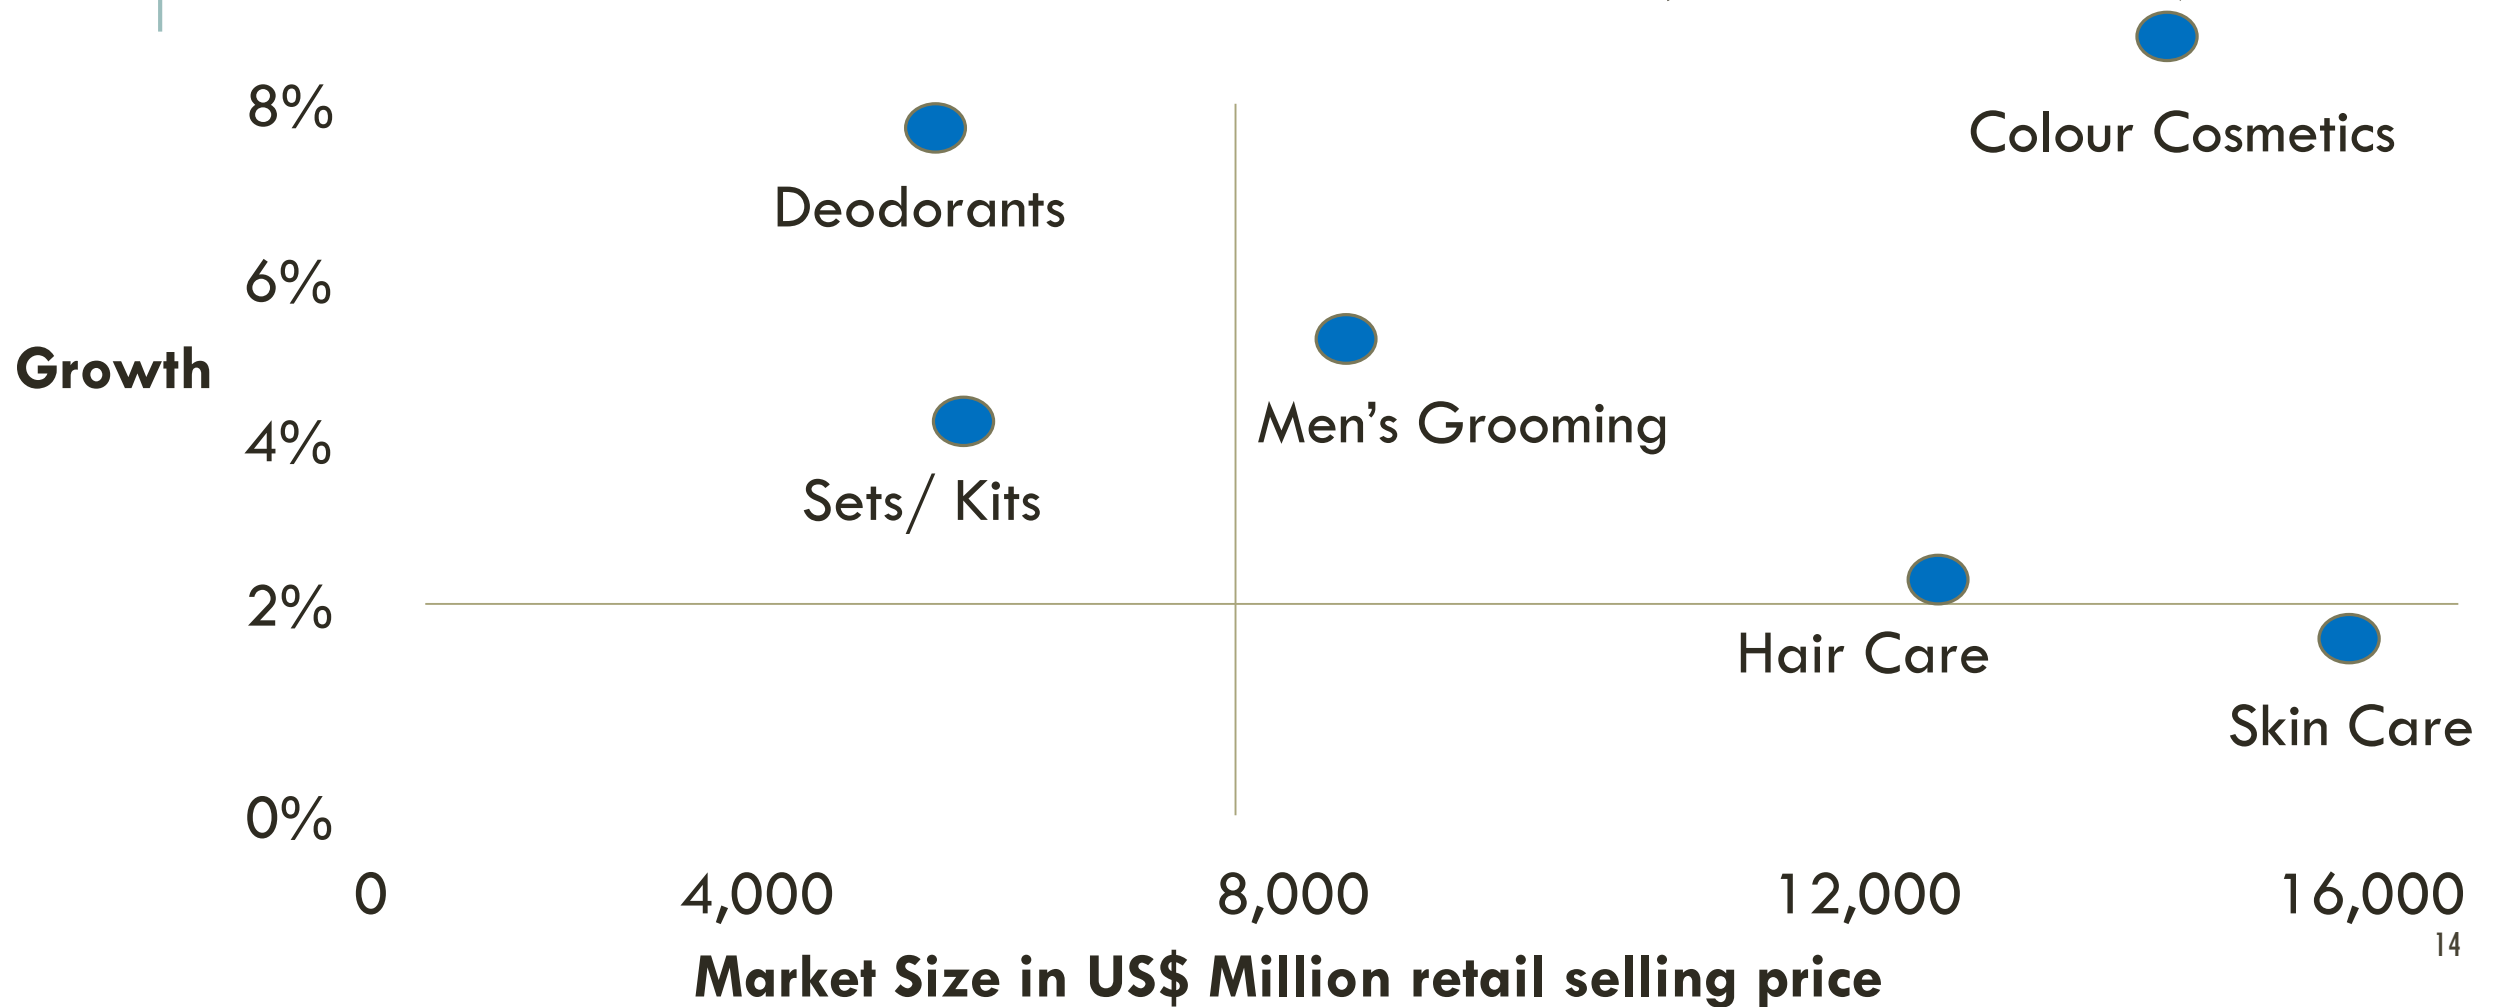 8%
Colour Cosmetics
Deodorants
6%
Growth
Men's Grooming
4%
Sets/ Kits
2%
Hair Care
Skin Care
0%
0 4,000 8,000 12,000 16,000
14
Market Size in US$ Million retail selling price